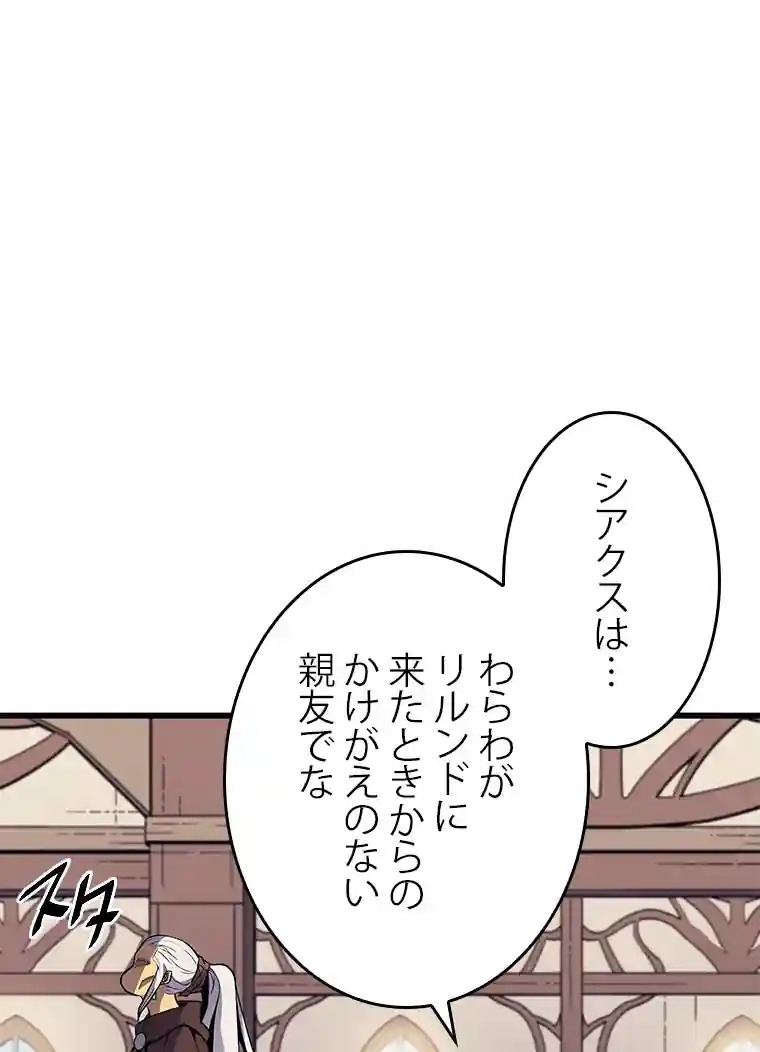 シアクスは…
わらわが
リルンドに
来たときからの
かけがえのない
親友でな
スタ